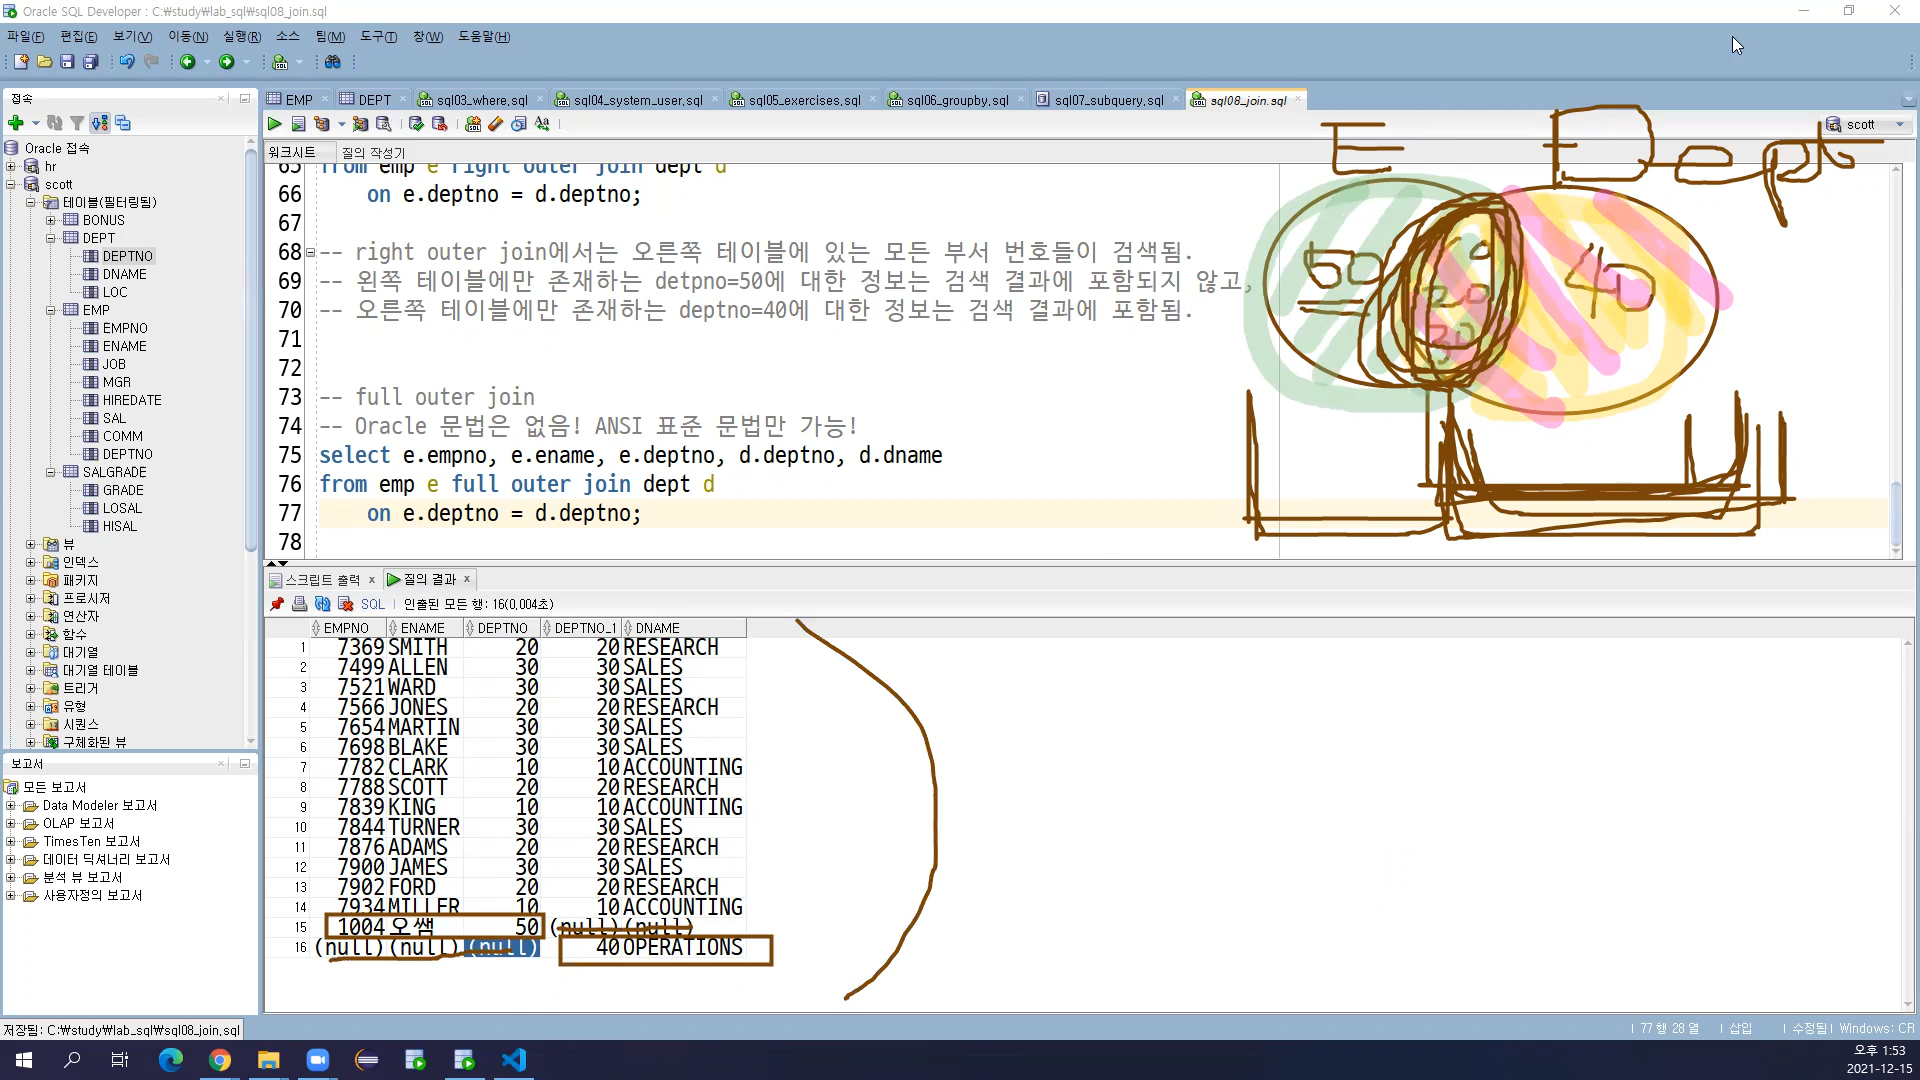 Oracle SQL Developer : C:₩study₩lab_sql₩sql08_join.sql
파일(F) 편집(E) 보기(V) 이동(N) 실행(R) 소스 팀(M) 도구(T) 창(W) 도움말(H)
접속
EMP DEPT sql03_where.sql sql04_system_user.sql sql05_exercises.sql sql06_groupby.sql sql07_subquery.sql sql08_join.sql
scott
워크시트 질의 작성기
Oracle 접속
hr
scott
테이블(필터링됨)
BONUS
DEPT
DEPTNO
DNAME
LOC
EMP
EMPNO
ENAME
JOB
MGR
HIREDATE
SAL
COMM
DEPTNO
SALGRADE
GRADE
LOSAL
HISAL
뷰
인덱스
패키지
프로시저
연산자
함수
대기열
대기열 테이블
트리거
유형
시퀀스
구체화된 뷰
보고서
모든 보고서
Data Modeler 보고서
OLAP 보고서
TimesTen 보고서
데이터 딕셔너리 보고서
분석 뷰 보고서
사용자정의 보고서
65 from emp e right outer join dept d
66 on e.deptno = d.deptno;
67
68 -- right outer join에서는 오른쪽 테이블에 있는 모든 부서 번호들이 검색됨.
69 -- 왼쪽 테이블에만 존재하는 detpno=50에 대한 정보는 검색 결과에 포함되지 않고,
70 -- 오른쪽 테이블에만 존재하는 deptno=40에 대한 정보는 검색 결과에 포함됨.
71
72
73 -- full outer join
74 -- Oracle 문법은 없음! ANSI 표준 문법만 가능!
75 select e.empno, e.ename, e.deptno, d.deptno, d.dname
76 from emp e full outer join dept d
77 on e.deptno = d.deptno;
78
E Dept
50 10 40
20
30
스크립트 출력 질의 결과
SQL 인출된 모든 행: 16(0,004초)
EMPNO ENAME DEPTNO DEPTNO_1 DNAME
1 7369 SMITH 20 20 RESEARCH
2 7499 ALLEN 30 30 SALES
3 7521 WARD 30 30 SALES
4 7566 JONES 20 20 RESEARCH
5 7654 MARTIN 30 30 SALES
6 7698 BLAKE 30 30 SALES
7 7782 CLARK 10 10 ACCOUNTING
8 7788 SCOTT 20 20 RESEARCH
9 7839 KING 10 10 ACCOUNTING
10 7844 TURNER 30 30 SALES
11 7876 ADAMS 20 20 RESEARCH
12 7900 JAMES 30 30 SALES
13 7902 FORD 20 20 RESEARCH
14 7934 MILLER 10 10 ACCOUNTING
15 1004 오쌤 50 (null) (null)
16 (null) (null) (null) 40 OPERATIONS
저장됨: C:₩study₩lab_sql₩sql08_join.sql
77 행 28 열 삽입 수정됨 Windows: CR
오후 1:53
2021-12-15